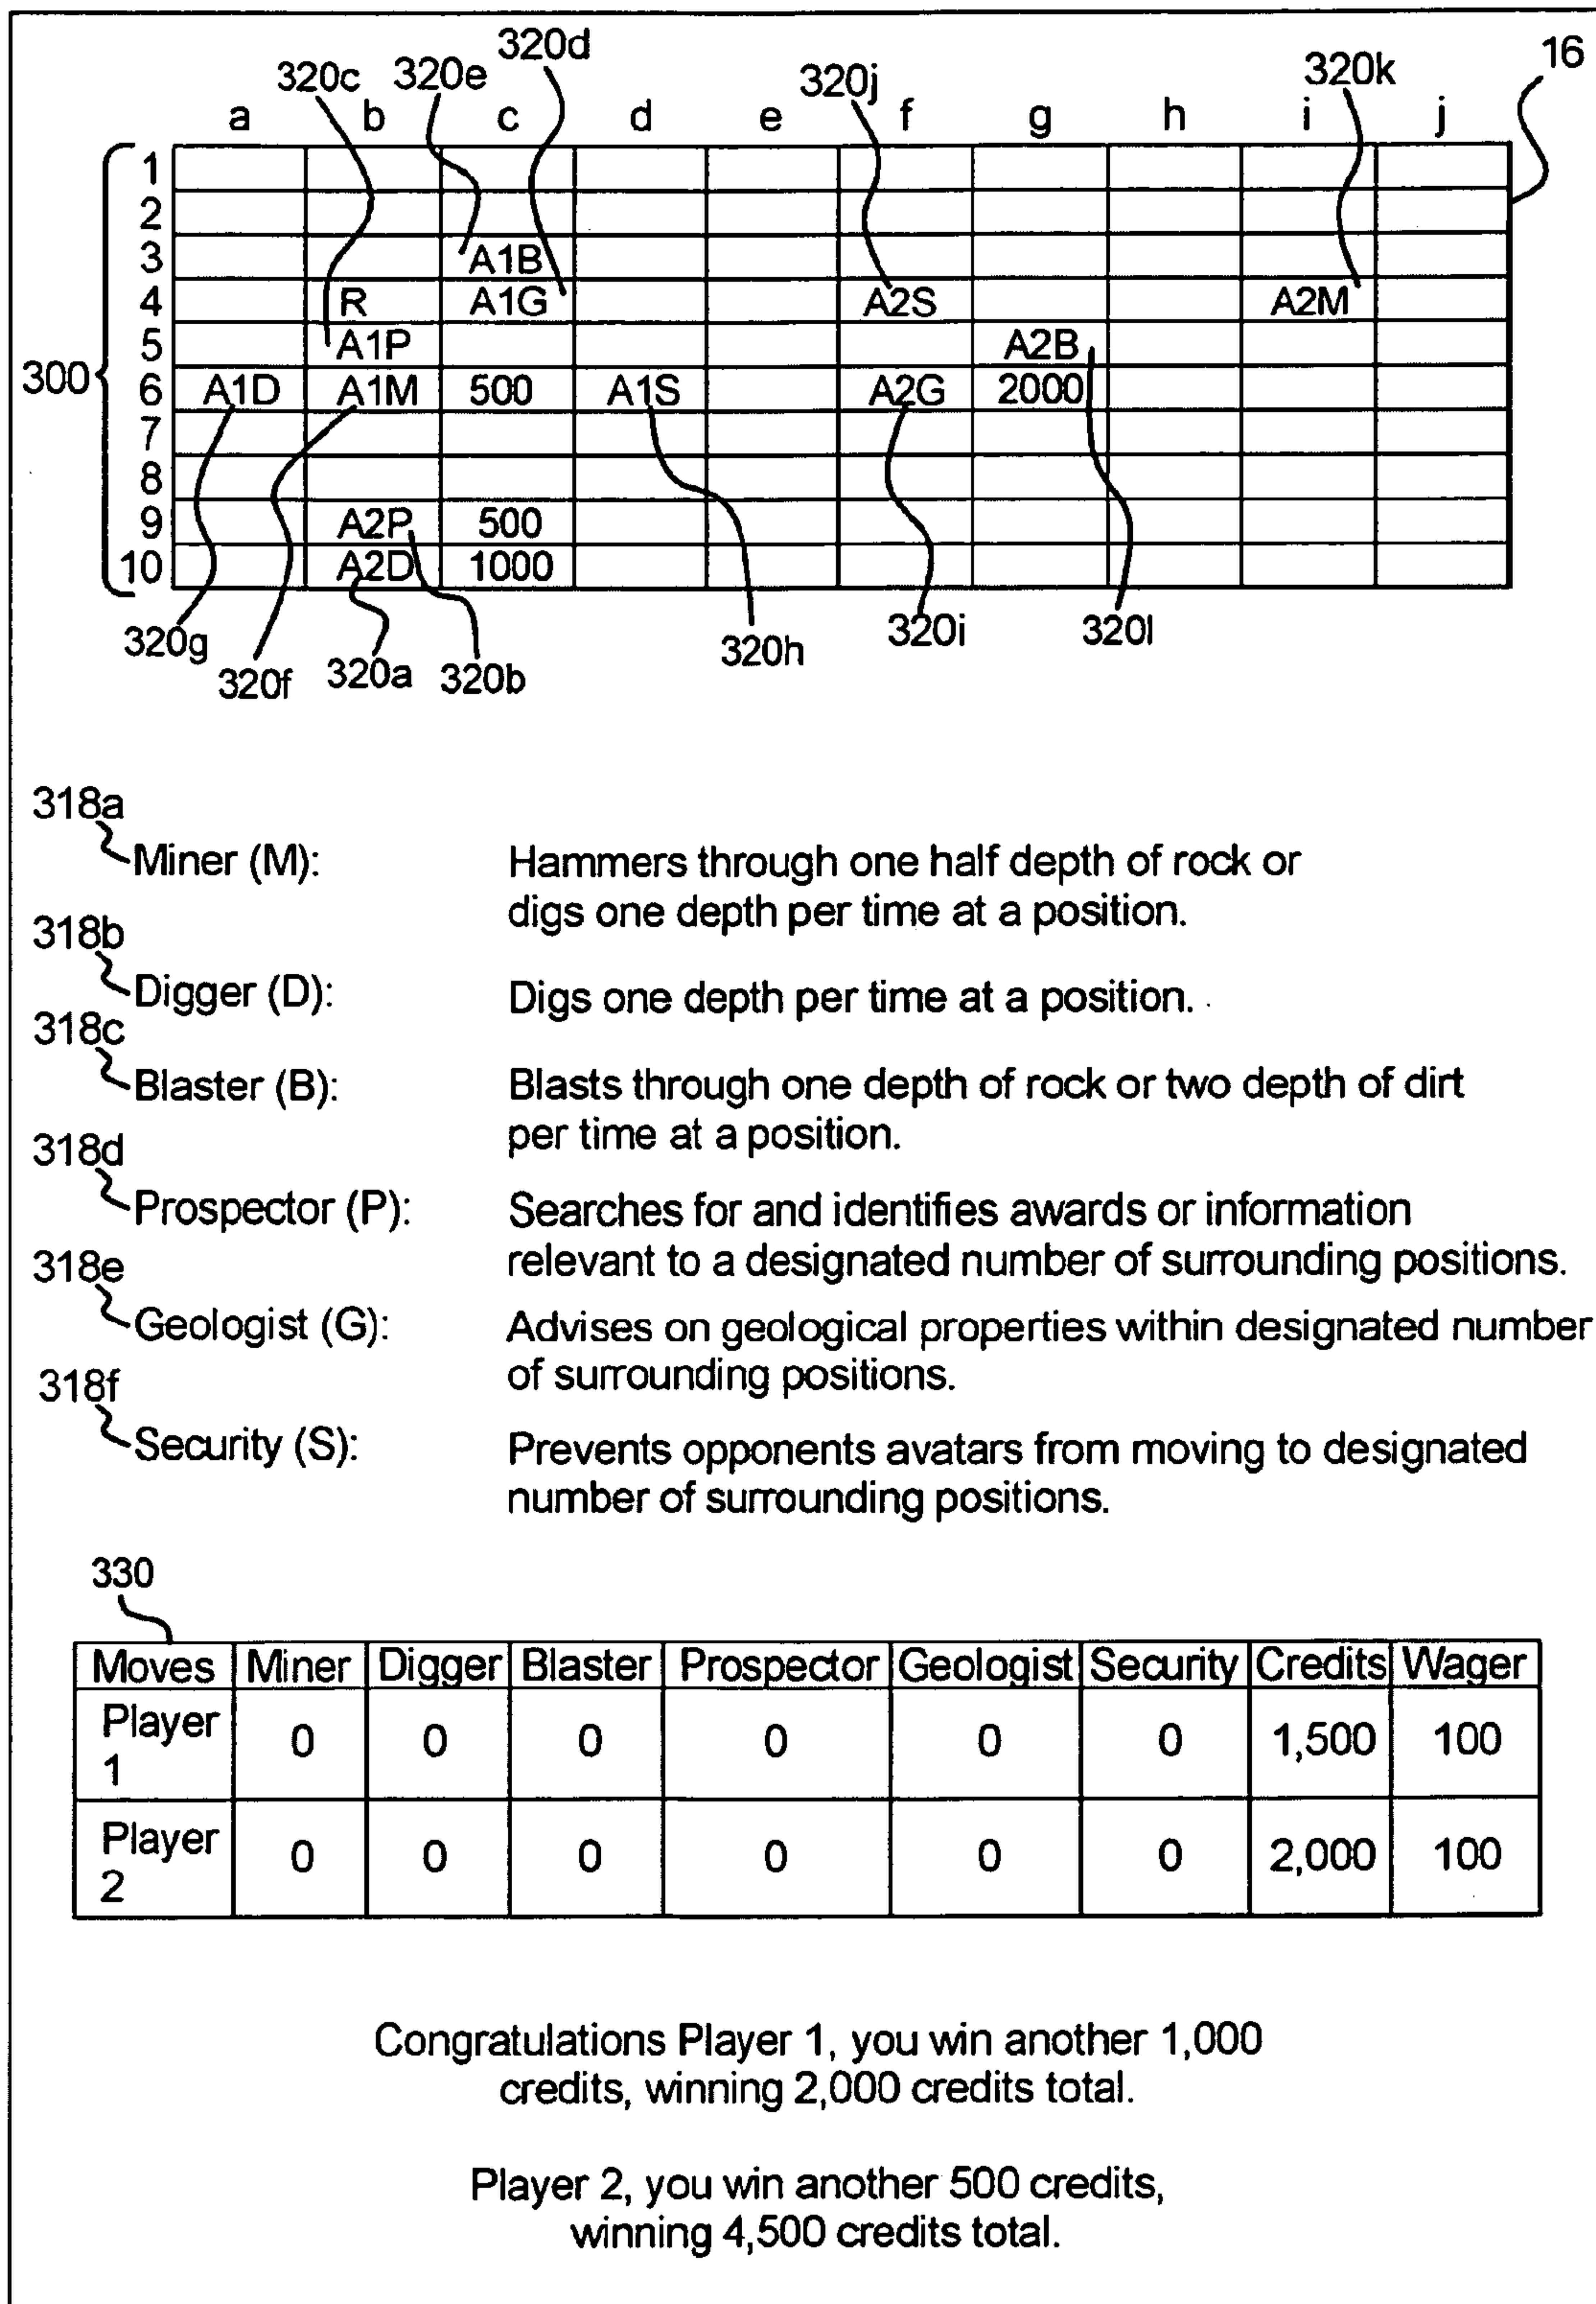 320c 320e 320d 320j 320k 16
a b c d e f g h i j
1
2
3 A1B
4 R A1G A2S A2M
5 A1P A2B
300 6 A1D A1M 500 A1S A2G 2000
7
8
9 A2P 500
10 A2D 1000
320g 320f 320a 320b 320h 320i 320l
318a
Miner (M): Hammers through one half depth of rock or
digs one depth per time at a position.
318b
Digger (D): Digs one depth per time at a position.
318c
Blaster (B): Blasts through one depth of rock or two depth of dirt
per time at a position.
318d
Prospector (P): Searches for and identifies awards or information
relevant to a designated number of surrounding positions.
318e
Geologist (G): Advises on geological properties within designated number
of surrounding positions.
318f
Security (S): Prevents opponents avatars from moving to designated
number of surrounding positions.
330
Moves Miner Digger Blaster Prospector Geologist Security Credits Wager
Player
1 0 0 0 0 0 0 1,500 100
Player
2 0 0 0 0 0 0 2,000 100
Congratulations Player 1, you win another 1,000
credits, winning 2,000 credits total.
Player 2, you win another 500 credits,
winning 4,500 credits total.